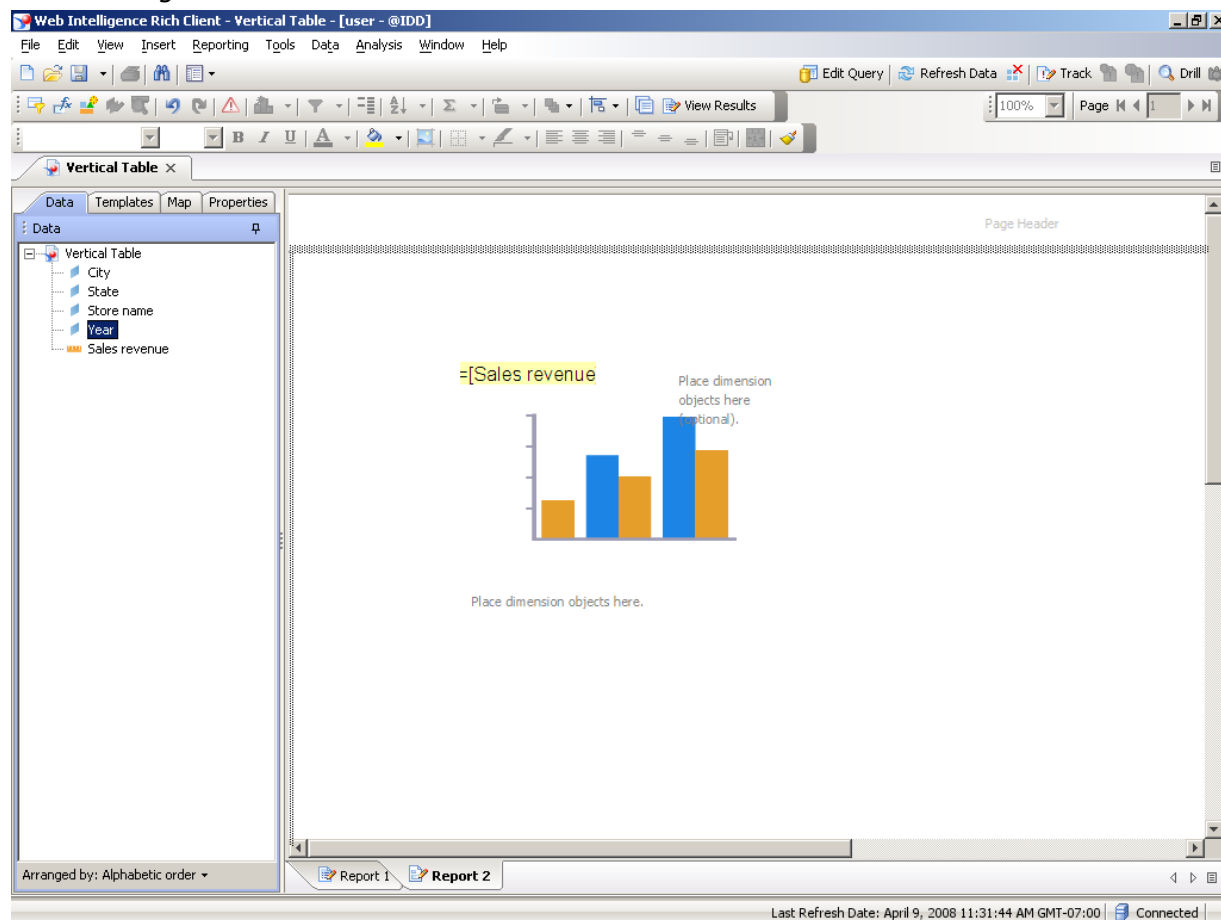 Web Intelligence Rich Client - Vertical Table - [user - @IDD]
File Edit View Insert Reporting Tools Data Analysis Window Help
Edit Query Refresh Data Track Drill
View Results 100% Page 1
B I U A
Vertical Table
Data Templates Map Properties
Data
Vertical Table
City
State
Store name
Year
Sales revenue
Page Header
=[Sales revenue
Place dimension
objects here
(optional).
Place dimension objects here.
Arranged by: Alphabetic order
Report 1 Report 2
Last Refresh Date: April 9, 2008 11:31:44 AM GMT-07:00 Connected